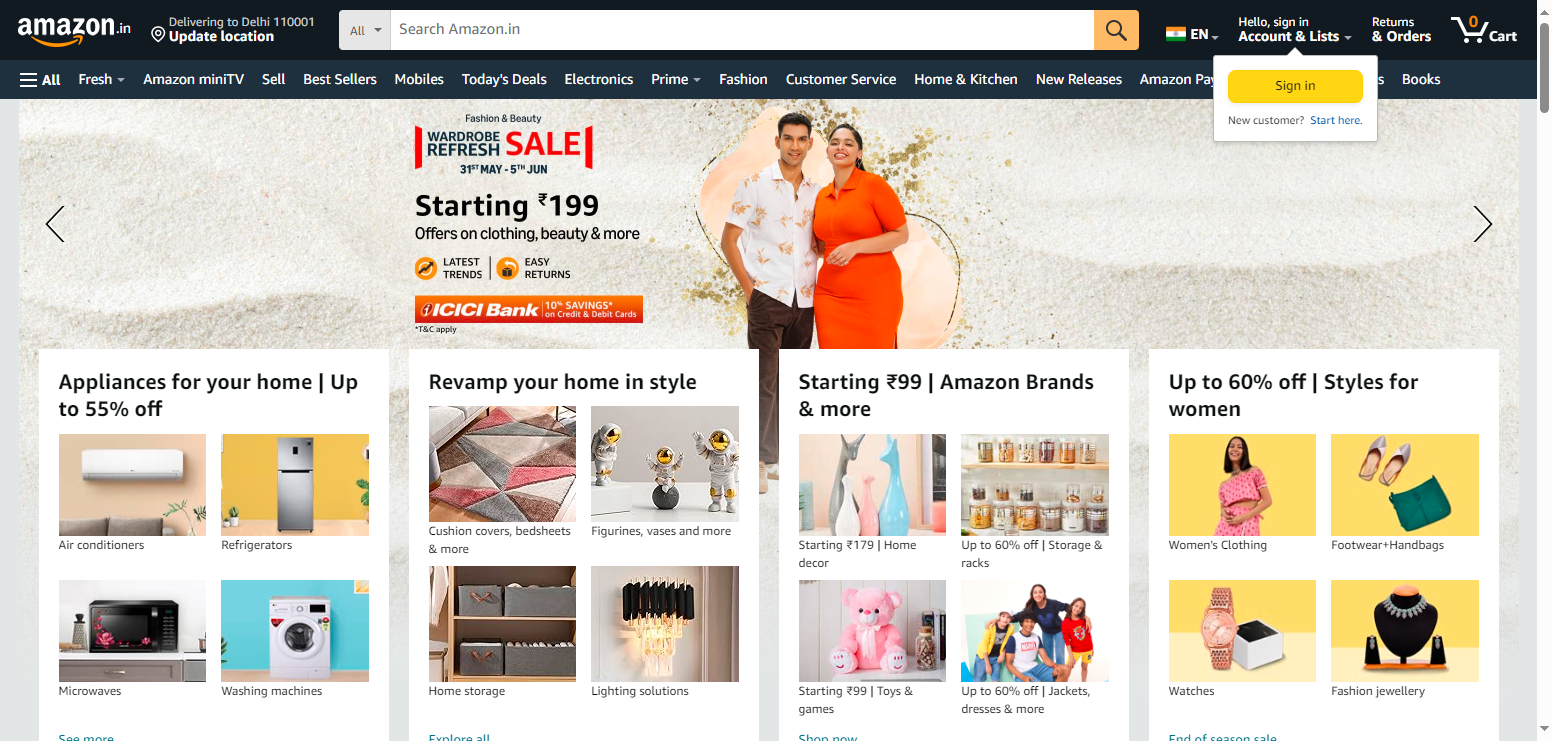 amazon.in
Delivering to Delhi 110001
Update location
All
Search Amazon.in
EN
Hello, sign in
Account & Lists
Returns
& Orders
0
Cart
All
Fresh
Amazon miniTV
Sell
Best Sellers
Mobiles
Today's Deals
Electronics
Prime
Fashion
Customer Service
Home & Kitchen
New Releases
Amazon Pay
s
Books
Sign in
New customer? Start here.
Fashion & Beauty
WARDROBE
REFRESH SALE
31ST MAY - 5TH JUN
Starting ₹199
Offers on clothing, beauty & more
LATEST
TRENDS
EASY
RETURNS
ICICI Bank
10% SAVINGS*
on Credit & Debit Cards
*T&C apply
Appliances for your home | Up
to 55% off
Air conditioners
Refrigerators
Microwaves
Washing machines
See more
Revamp your home in style
Cushion covers, bedsheets
& more
Figurines, vases and more
Home storage
Lighting solutions
Explore all
Starting ₹99 | Amazon Brands
& more
Starting ₹179 | Home
decor
Up to 60% off | Storage &
racks
Starting ₹99 | Toys &
games
Up to 60% off | Jackets,
dresses & more
Shop now
Up to 60% off | Styles for
women
Women's Clothing
Footwear+Handbags
Watches
Fashion jewellery
End of season sale